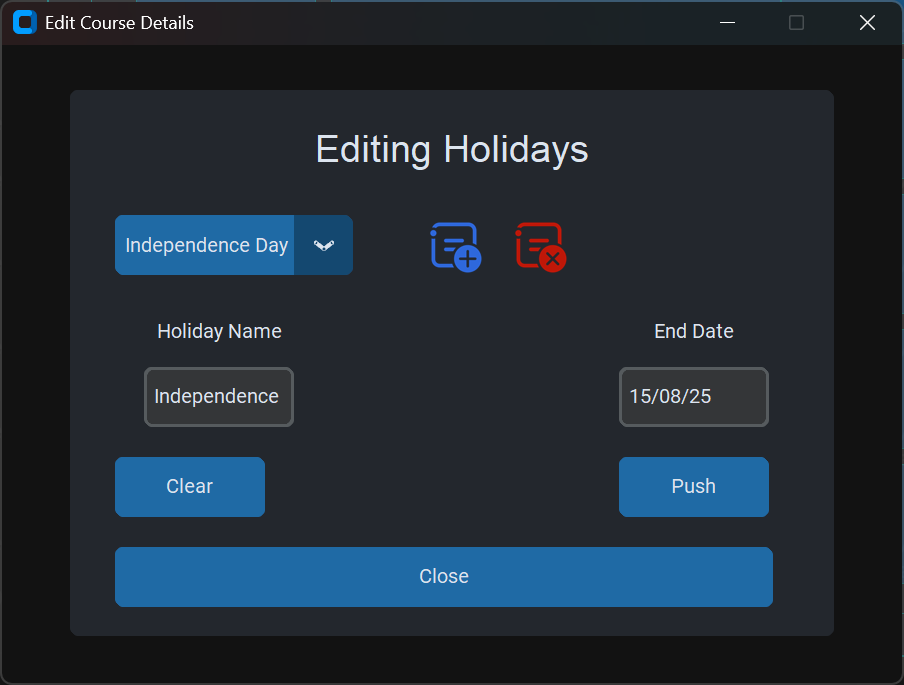 Edit Course Details
Editing Holidays
Independence Day
Holiday Name
End Date
Independence
15/08/25
Clear
Push
Close